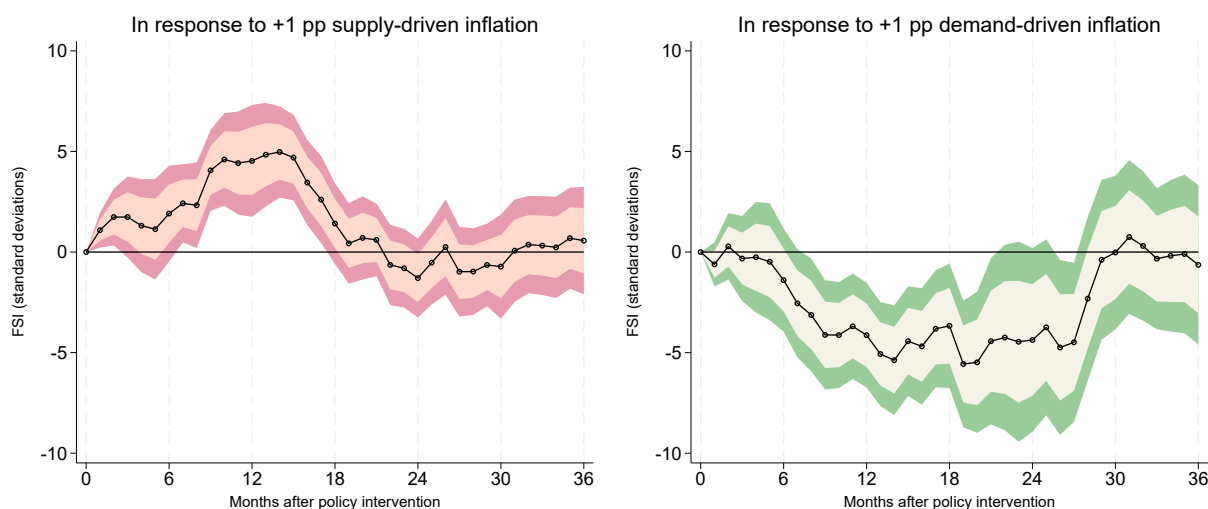 In response to +1 pp supply-driven inflation
10
5
0
-5
-10
FSI (standard deviations)
0 6 12 18 24 30 36
Months after policy intervention
In response to +1 pp demand-driven inflation
10
5
0
-5
-10
FSI (standard deviations)
0 6 12 18 24 30 36
Months after policy intervention